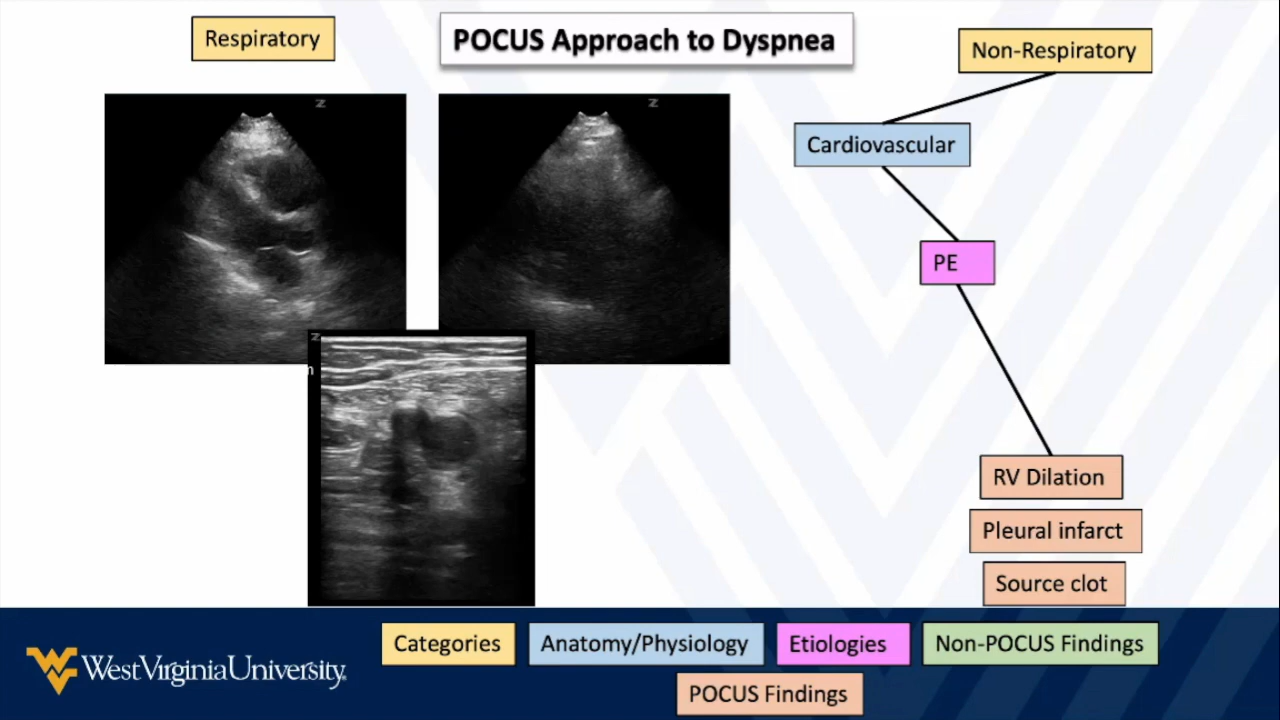 Respiratory
POCUS Approach to Dyspnea
Non-Respiratory
Z
Z
Cardiovascular
PE
Z
n
RV Dilation
Pleural infarct
Source clot
Categories
Anatomy/Physiology
Etiologies
Non-POCUS Findings
WestVirginiaUniversity.
POCUS Findings